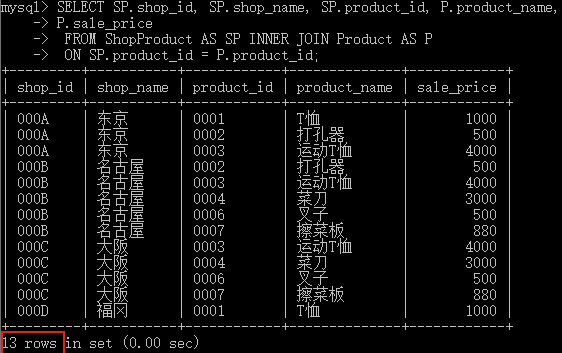 mysql> SELECT SP.shop_id, SP.shop_name, SP.product_id, P.product_name,
-> P.sale_price
-> FROM ShopProduct AS SP INNER JOIN Product AS P
-> ON SP.product_id = P.product_id;
+---------+-----------+------------+--------------+------------+
| shop_id | shop_name | product_id | product_name | sale_price |
+---------+-----------+------------+--------------+------------+
| 000A | 东京 | 0001 | T恤 | 1000 |
| 000A | 东京 | 0002 | 打孔器 | 500 |
| 000A | 东京 | 0003 | 运动T恤 | 4000 |
| 000B | 名古屋 | 0002 | 打孔器 | 500 |
| 000B | 名古屋 | 0003 | 运动T恤 | 4000 |
| 000B | 名古屋 | 0004 | 菜刀 | 3000 |
| 000B | 名古屋 | 0006 | 叉子 | 500 |
| 000B | 名古屋 | 0007 | 擦菜板 | 880 |
| 000C | 大阪 | 0003 | 运动T恤 | 4000 |
| 000C | 大阪 | 0004 | 菜刀 | 3000 |
| 000C | 大阪 | 0006 | 叉子 | 500 |
| 000C | 大阪 | 0007 | 擦菜板 | 880 |
| 000D | 福冈 | 0001 | T恤 | 1000 |
+---------+-----------+------------+--------------+------------+
13 rows in set (0.00 sec)